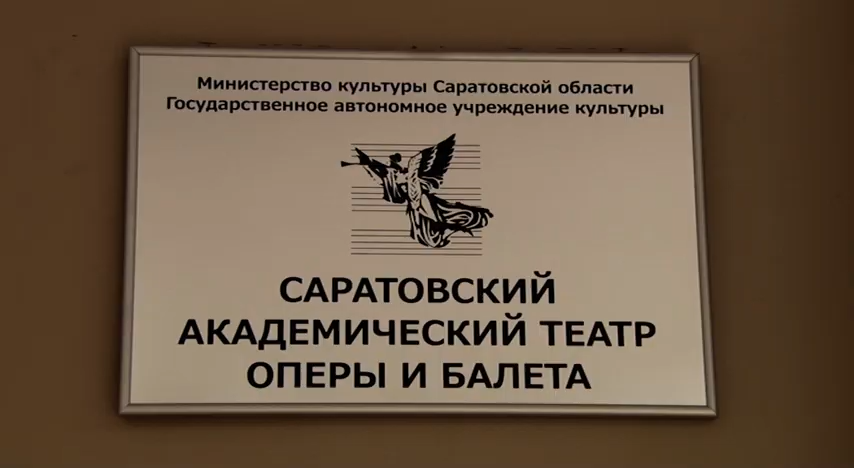 Министерство культуры Саратовской области
Государственное автономное учреждение культуры
САРАТОВСКИЙ
АКАДЕМИЧЕСКИЙ ТЕАТР
ОПЕРЫ И БАЛЕТА